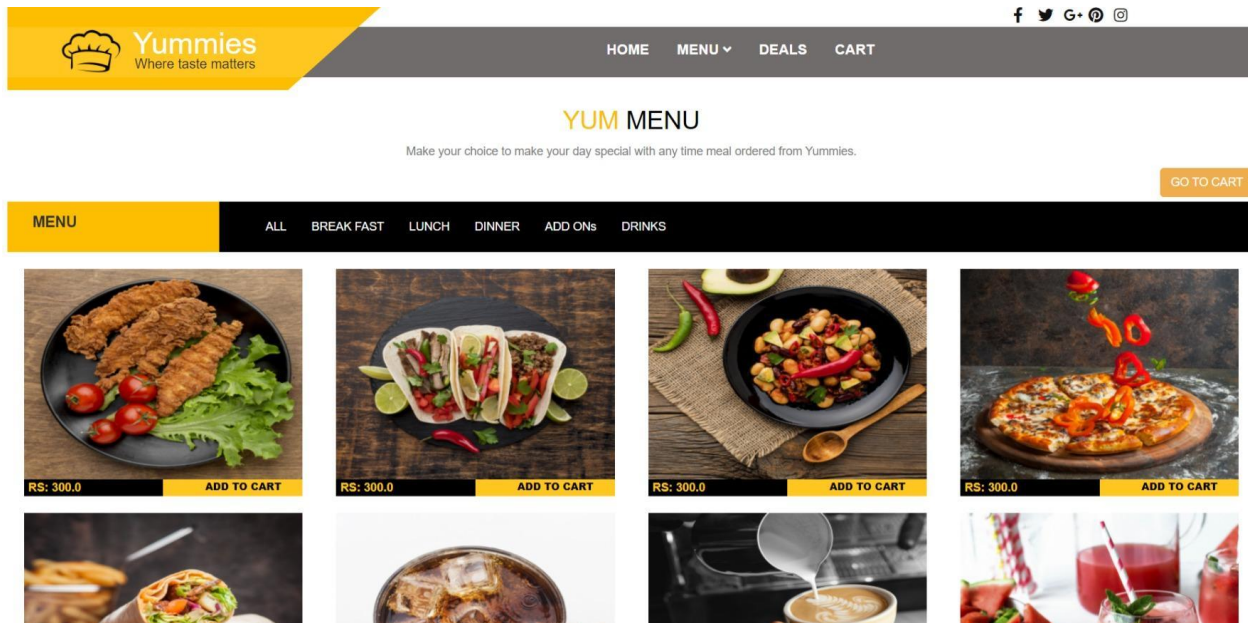 Yummies
Where taste matters
HOME MENU DEALS CART
YUM MENU
Make your choice to make your day special with any time meal ordered from Yummies.
GO TO CART
MENU
ALL BREAK FAST LUNCH DINNER ADD ONs DRINKS
RS: 300.0 ADD TO CART RS: 300.0 ADD TO CART RS: 300.0 ADD TO CART RS: 300.0 ADD TO CART